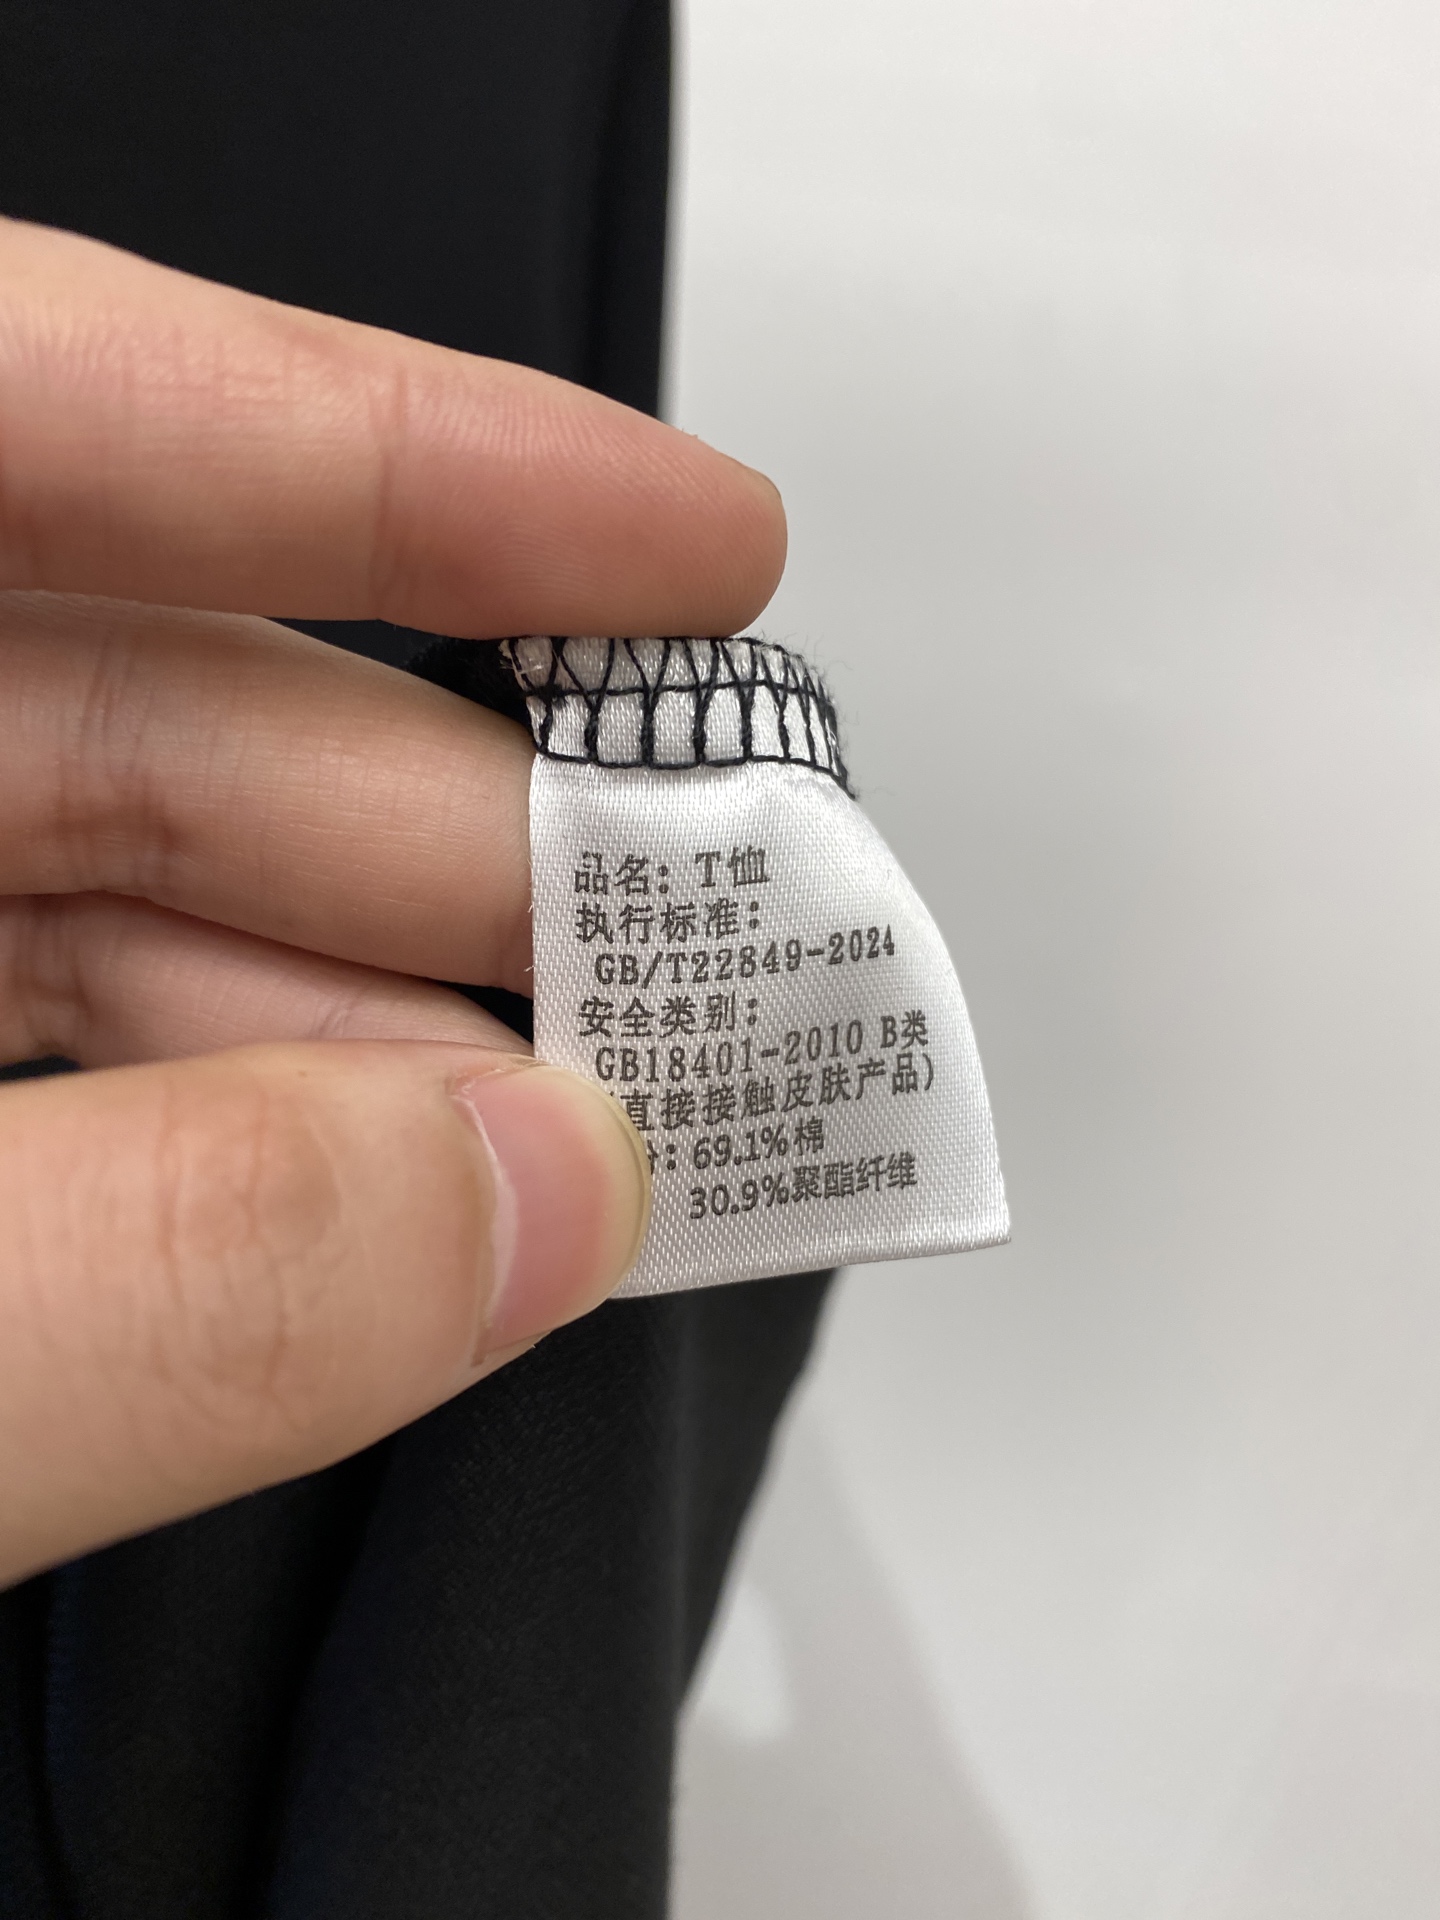 品名：T恤
执行标准：
GB/T22849-2024
安全类别：
GB18401-2010 B类
直接接触皮肤产品)
：69.1%棉
30.9%聚酯纤维